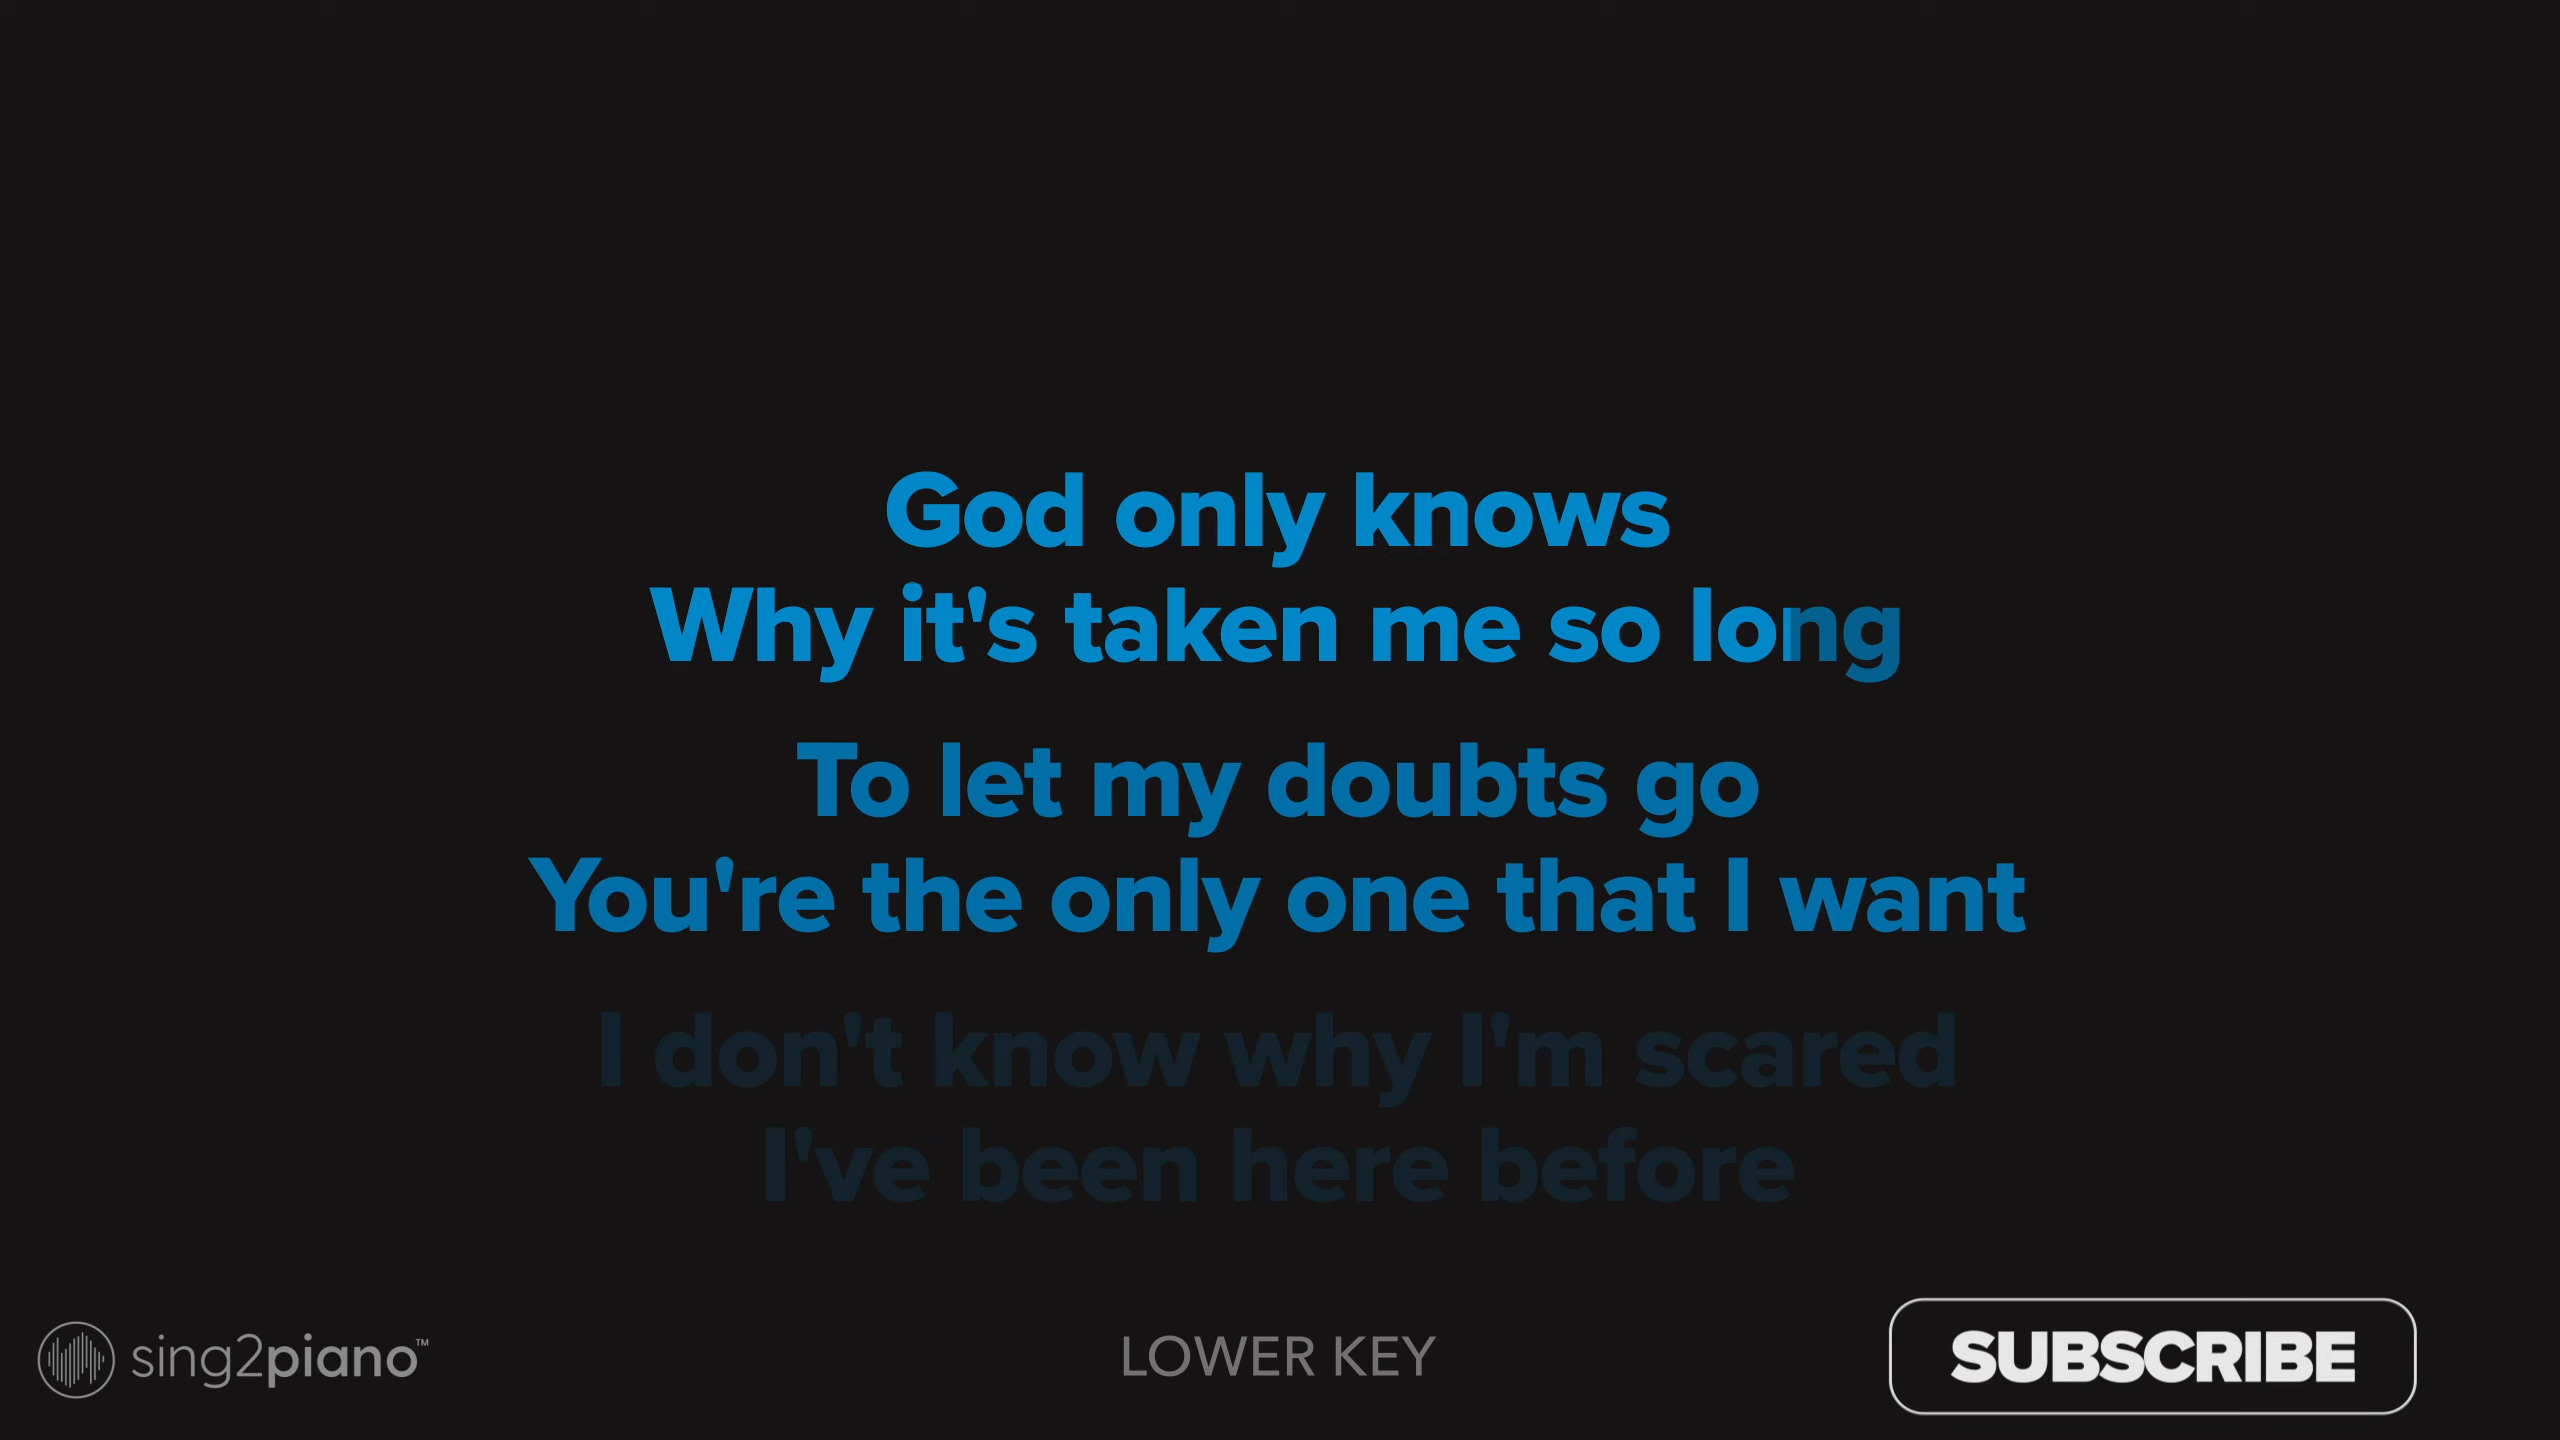 God only knows
Why it's taken me so long
To let my doubts go
You're the only one that I want
I don't know why I'm scared
I've been here before
sing2piano™
LOWER KEY
SUBSCRIBE